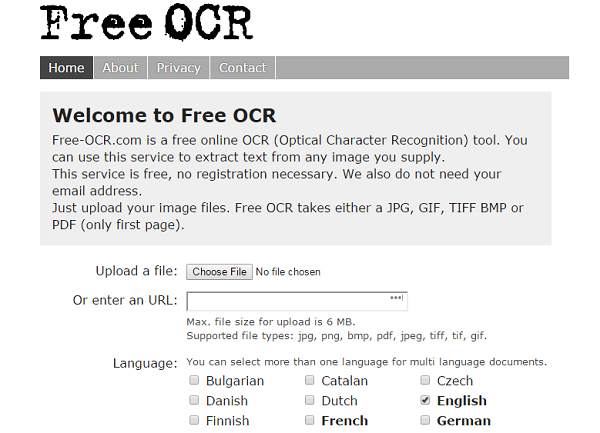 Free OCR
Home About Privacy Contact
Welcome to Free OCR
Free-OCR.com is a free online OCR (Optical Character Recognition) tool. You
can use this service to extract text from any image you supply.
This service is free, no registration necessary. We also do not need your
email address.
Just upload your image files. Free OCR takes either a JPG, GIF, TIFF BMP or
PDF (only first page).
Upload a file: Choose File No file chosen
Or enter an URL:
Max. file size for upload is 6 MB.
Supported file types: jpg, png, bmp, pdf, jpeg, tiff, tif, gif.
Language: You can select more than one language for multi language documents.
Bulgarian Catalan Czech
Danish Dutch English
Finnish French German